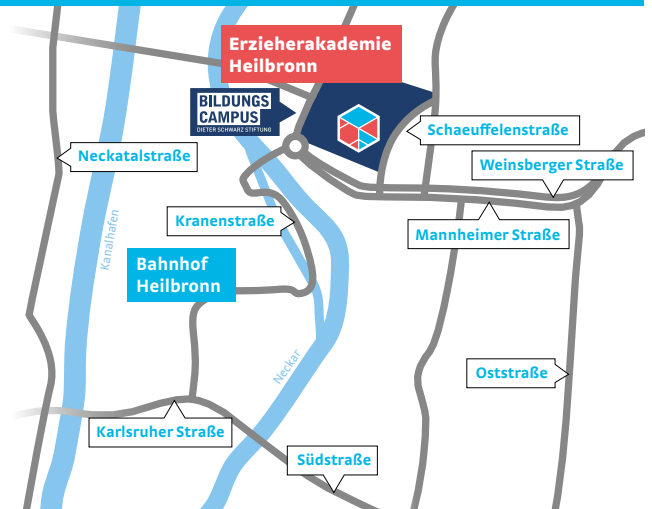 Erzieherakademie
Heilbronn
BILDUNGS
CAMPUS
DIETER SCHWARZ STIFTUNG
Schaeuffelenstraße
Neckatalstraße
Weinsberger Straße
Kranenstraße
Mannheimer Straße
Kanalhafen
Bahnhof
Heilbronn
Neckar
Oststraße
Karlsruher Straße
Südstraße